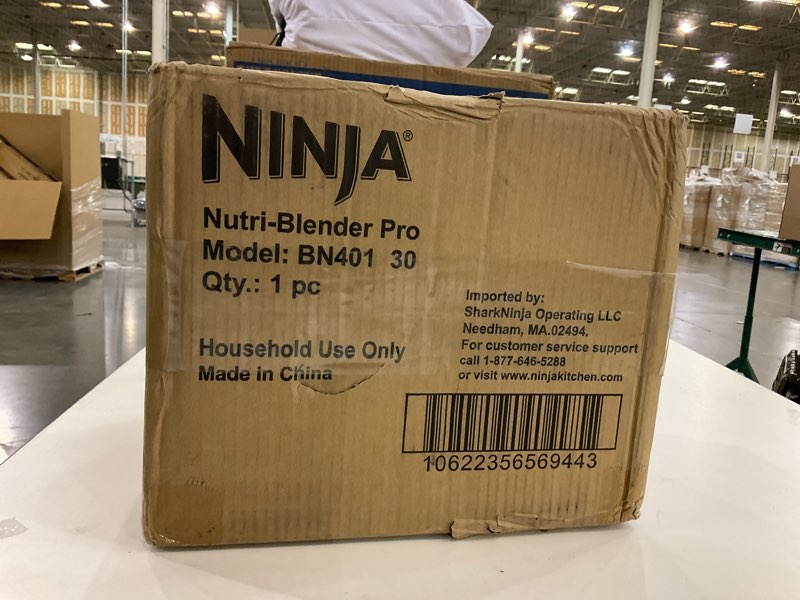 NINJA®
Nutri-Blender Pro
Model: BN401 30
Qty.: 1 pc
Household Use Only
Made in China
Imported by:
SharkNinja Operating LLC
Needham, MA.02494.
For customer service support
call 1-877-646-5288
or visit www.ninjakitchen.com
10622356569443